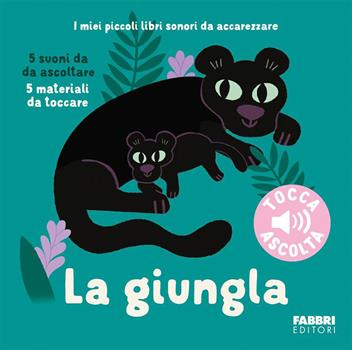 I miei piccoli libri sonori da accarezzare
5 suoni da
da ascoltare
5 materiali
da toccare
TOCCA
ASCOLTA
La giungla
FABBRI
EDITORI